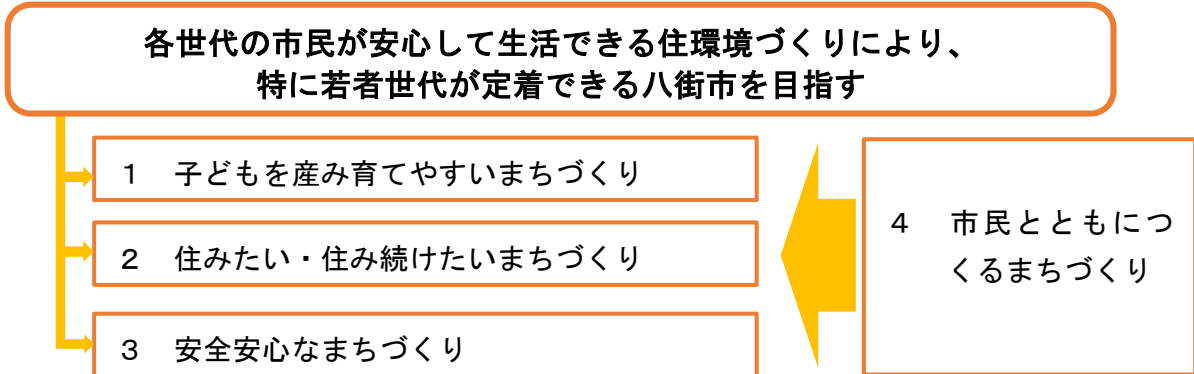 各世代の市民が安心して生活できる住環境づくりにより、
特に若者世代が定着できる八街市を目指す
１　子どもを産み育てやすいまちづくり
２　住みたい・住み続けたいまちづくり
３　安全安心なまちづくり
４　市民とともにつ
くるまちづくり